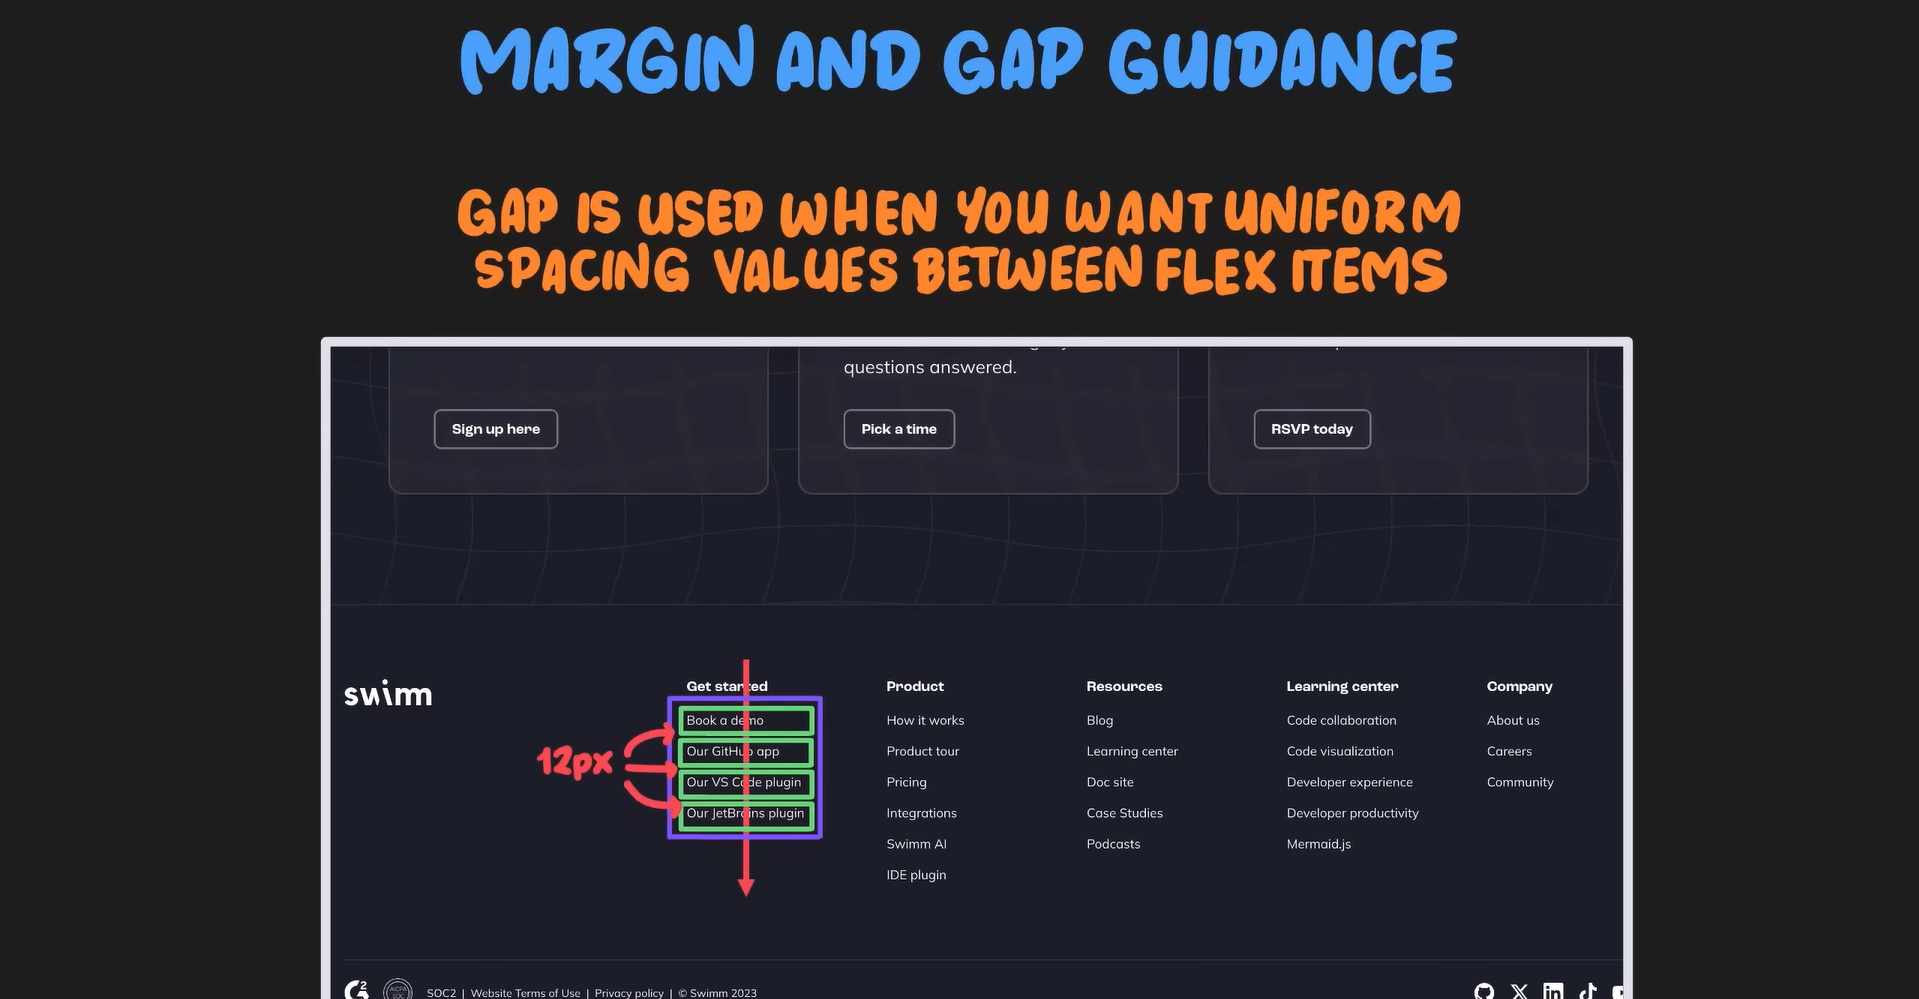 MARGIN AND GAP GUIDANCE
GAP IS USED WHEN YOU WANT UNIFORM
SPACING VALUES BETWEEN FLEX ITEMS
questions answered.
Sign up here
Pick a time
RSVP today
swimm
Get started
Book a demo
Our GitHub app
Our VS Code plugin
Our JetBrains plugin
12px
Product
How it works
Product tour
Pricing
Integrations
Swimm AI
IDE plugin
Resources
Blog
Learning center
Doc site
Case Studies
Podcasts
Learning center
Code collaboration
Code visualization
Developer experience
Developer productivity
Mermaid.js
Company
About us
Careers
Community
SOC2 | Website Terms of Use | Privacy policy | © Swimm 2023